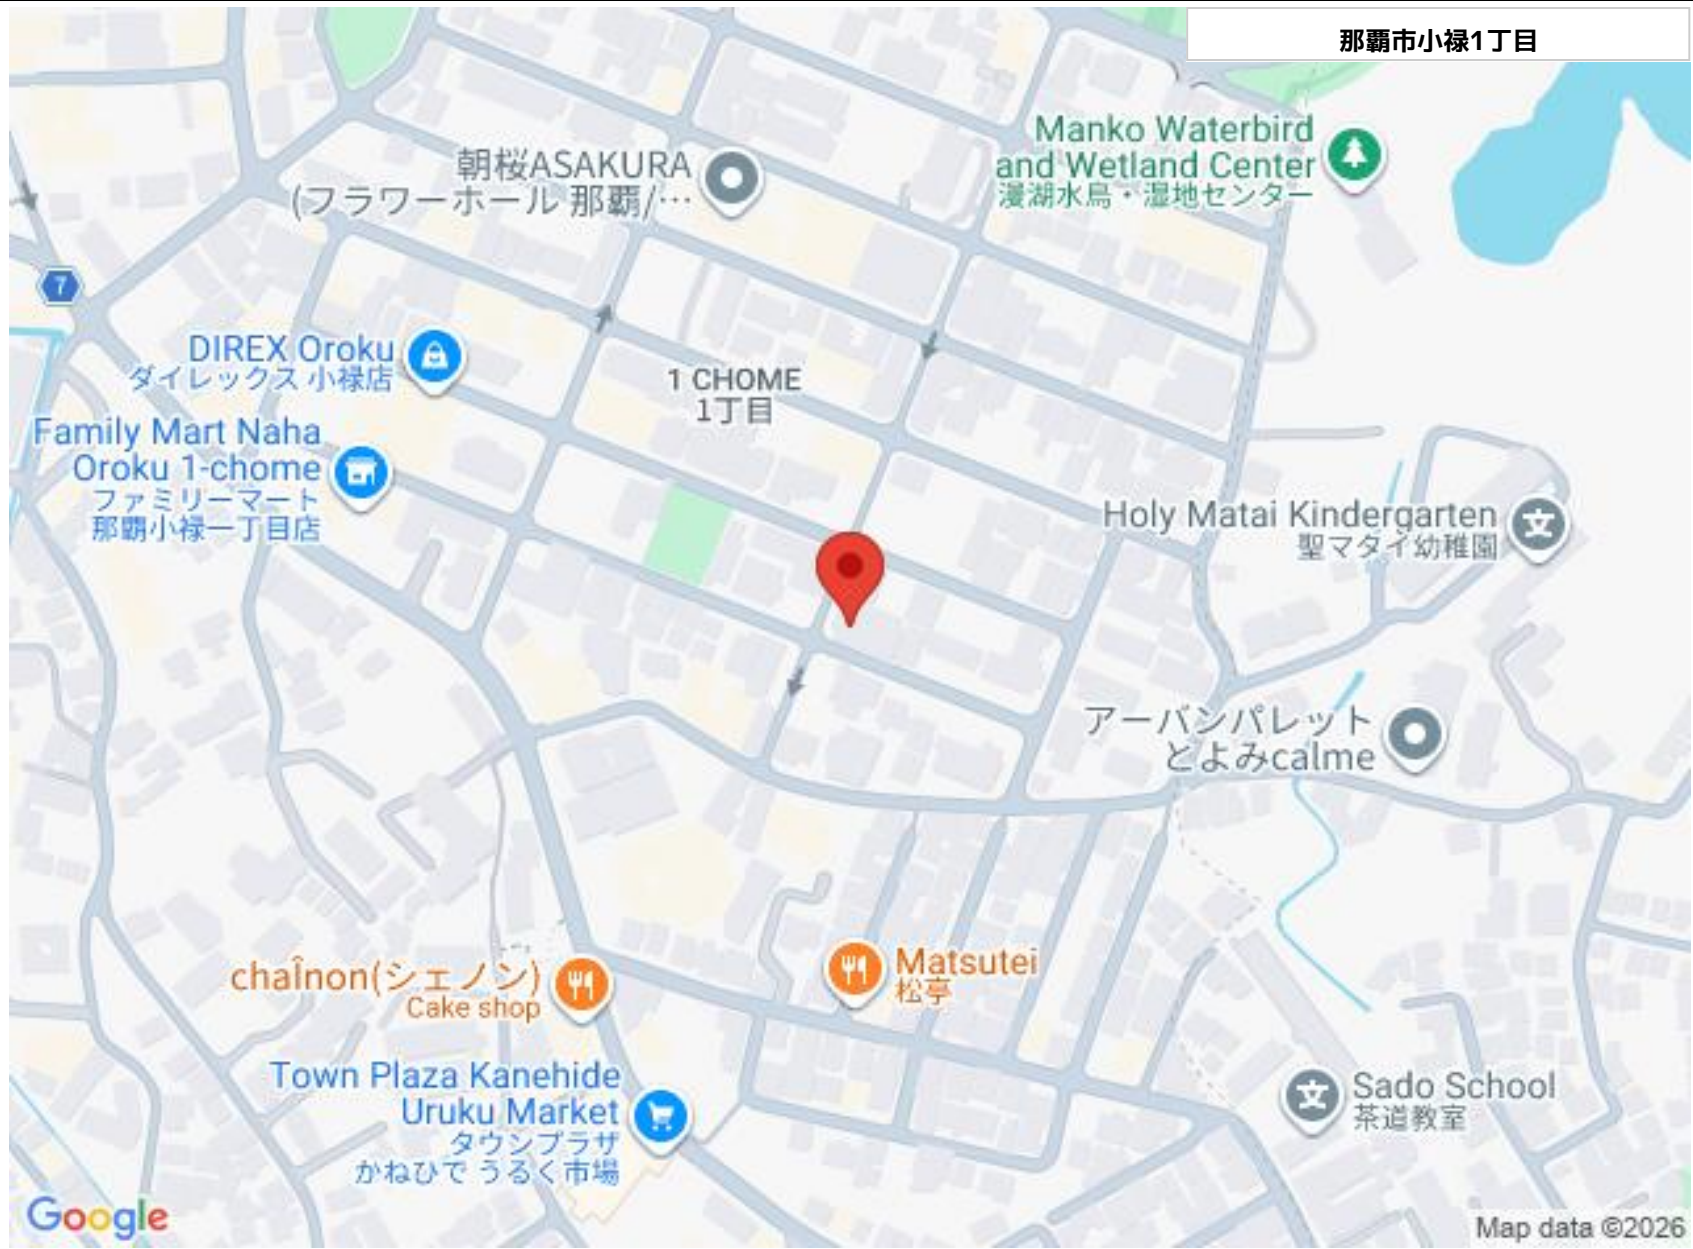 那覇市小禄1丁目
Manko Waterbird
and Wetland Center
漫湖水鳥・湿地センター
朝桜ASAKURA
(フラワーホール 那覇/…
7
DIREX Oroku
ダイレックス 小禄店
1 CHOME
1丁目
Family Mart Naha
Oroku 1-chome
ファミリーマート
那覇小禄一丁目店
Holy Matai Kindergarten
聖マタイ幼稚園
文
アーバンパレット
とよみcalme
chaînon(シェノン)
Cake shop
Matsutei
松亭
Town Plaza Kanehide
Uruku Market
タウンプラザ
かねひで うるく市場
文
Sado School
茶道教室
Google
Map data ©2026